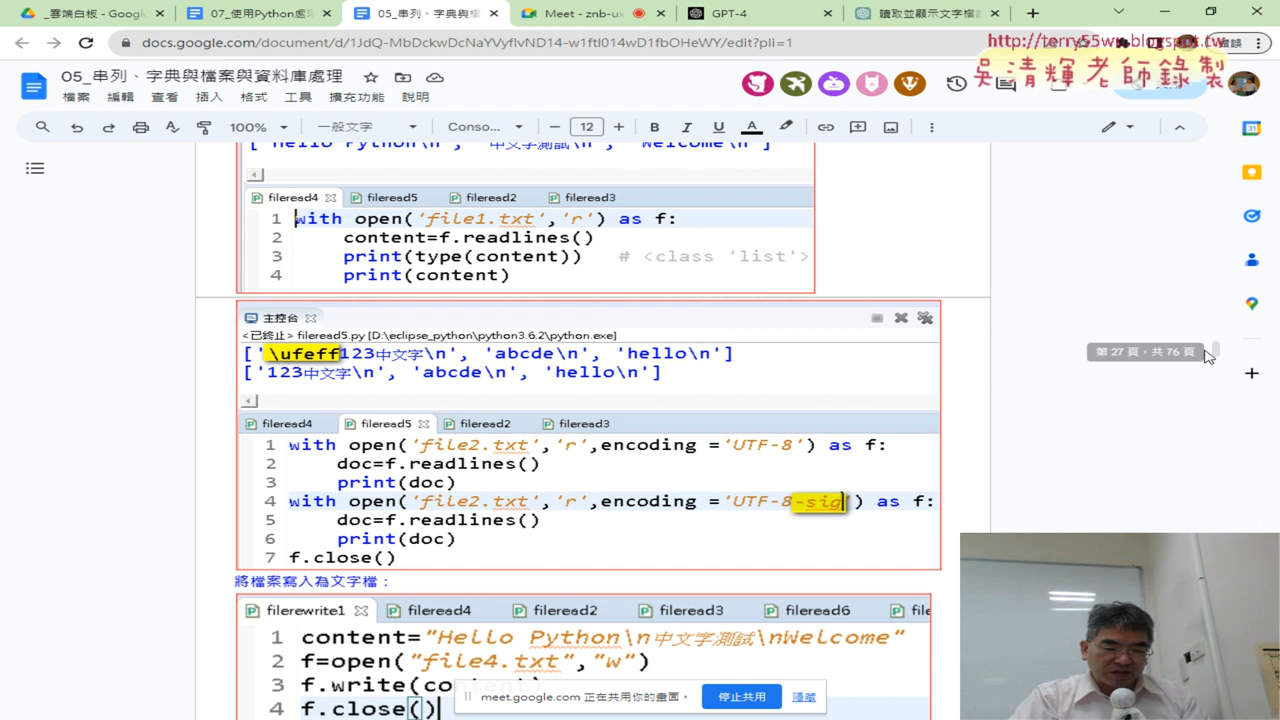 _雲端白板 - Google
07_使用Python處
05_串列、字典與檔
Meet - znb-ux
GPT-4
讀取並顯示文字檔
docs.google.com/document/d/1JdQ-MbDckwDcNaYVyfIvND14-w1ftI014wD1fbOHeWY/edit?pli=1
http://terry55wu.blogspot.tw
吳清輝老師錄製
05_串列、字典與檔案與資料庫處理
檔案 編輯 查看 插入 格式 工具 擴充功能 說明
100% 一般文字 Conso... 12 B I U A
['Hello Python\n', '中文字測試\n', 'Welcome\n']
fileread4 fileread5 fileread2 fileread3
1 with open('file1.txt','r') as f:
2 content=f.readlines()
3 print(type(content)) # <class 'list'>
4 print(content)
主控台
<已終止> fileread5.py [D:\eclipse_python\python3.6.2\python.exe]
['\ufeff123中文字\n', 'abcde\n', 'hello\n']
['123中文字\n', 'abcde\n', 'hello\n']
第 27 頁，共 76 頁
fileread4 fileread5 fileread2 fileread3
1 with open('file2.txt','r',encoding ='UTF-8') as f:
2 doc=f.readlines()
3 print(doc)
4 with open('file2.txt','r',encoding ='UTF-8-sig') as f:
5 doc=f.readlines()
6 print(doc)
7 f.close()
將檔案寫入為文字檔：
filerewrite1 fileread4 fileread2 fileread3 fileread6
1 content="Hello Python\n中文字測試\nWelcome"
2 f=open("file4.txt","w")
3 f.write(content)
4 f.close()
meet.google.com 正在共用你的畫面。 停止共用 隱藏